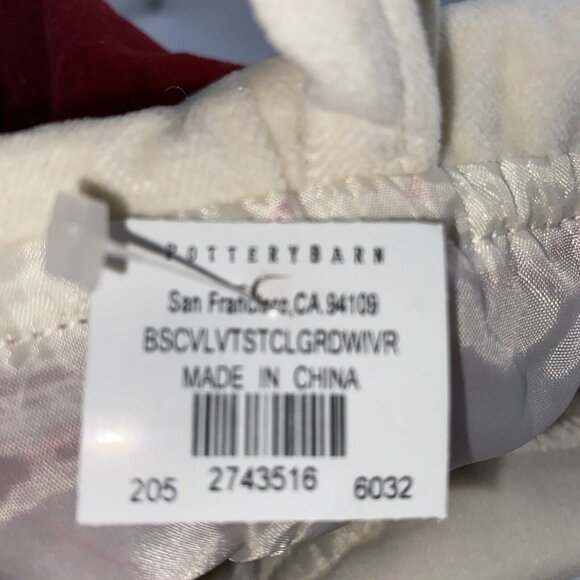 POTTERYBARN
San Francisco,CA.94109
BSCVLVTSTCLGRDWIVR
MADE IN CHINA
2743516
205 6032